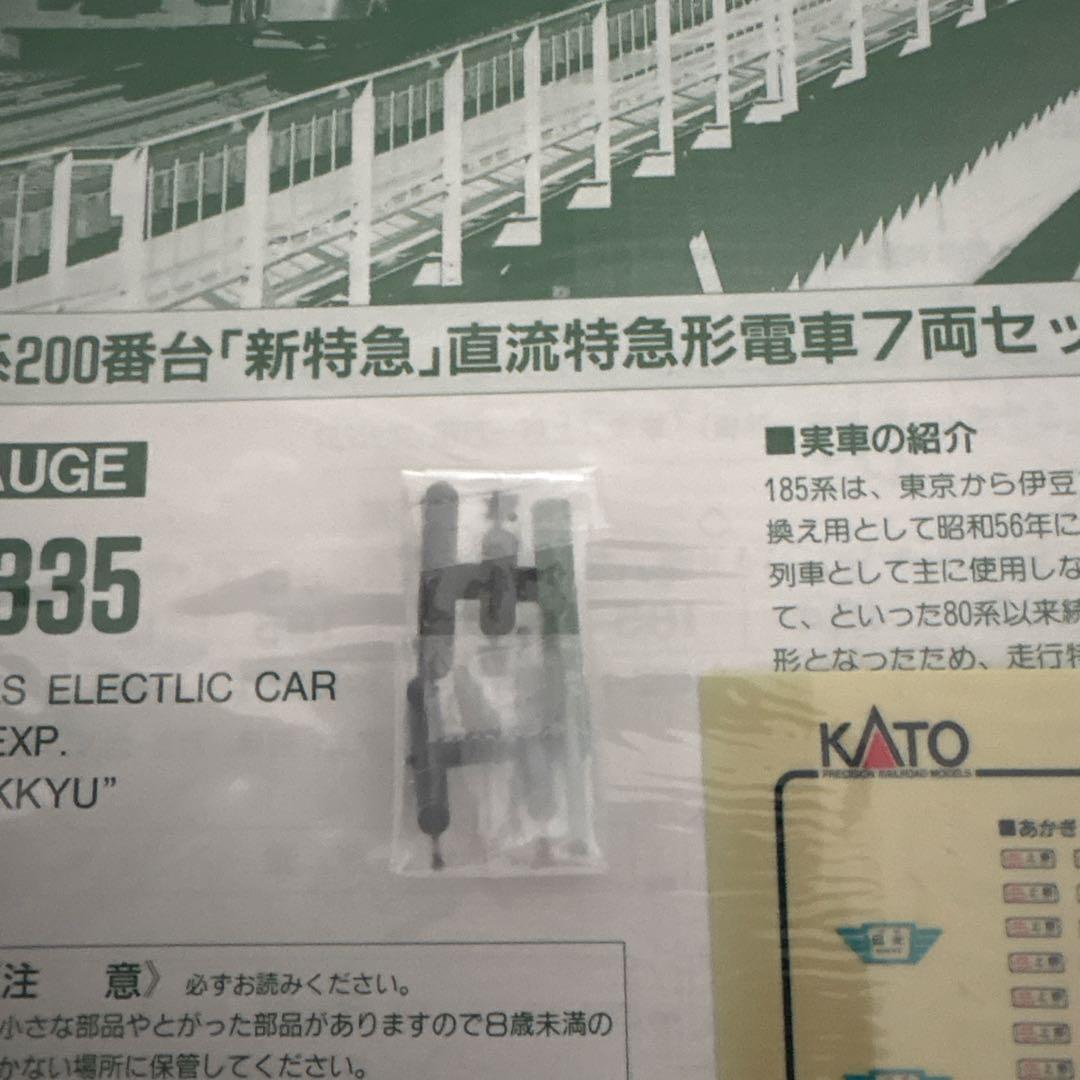 系200番台「新特急」直流特急形電車7両セッ
AUGE
335
ES ELECTLIC CAR
EXP.
KKYU”
■実車の紹介
185系は、東京から伊豆
換え用として昭和56年に
列車として主に使用しな
て、といった80系以来続
形となったため、走行特
KATO
PRECISION RAILROAD MODELS
■あかぎ
《注 意》 必ずお読みください。
小さな部品やとがった部品がありますので8歳未満の
かない場所に保管してください。